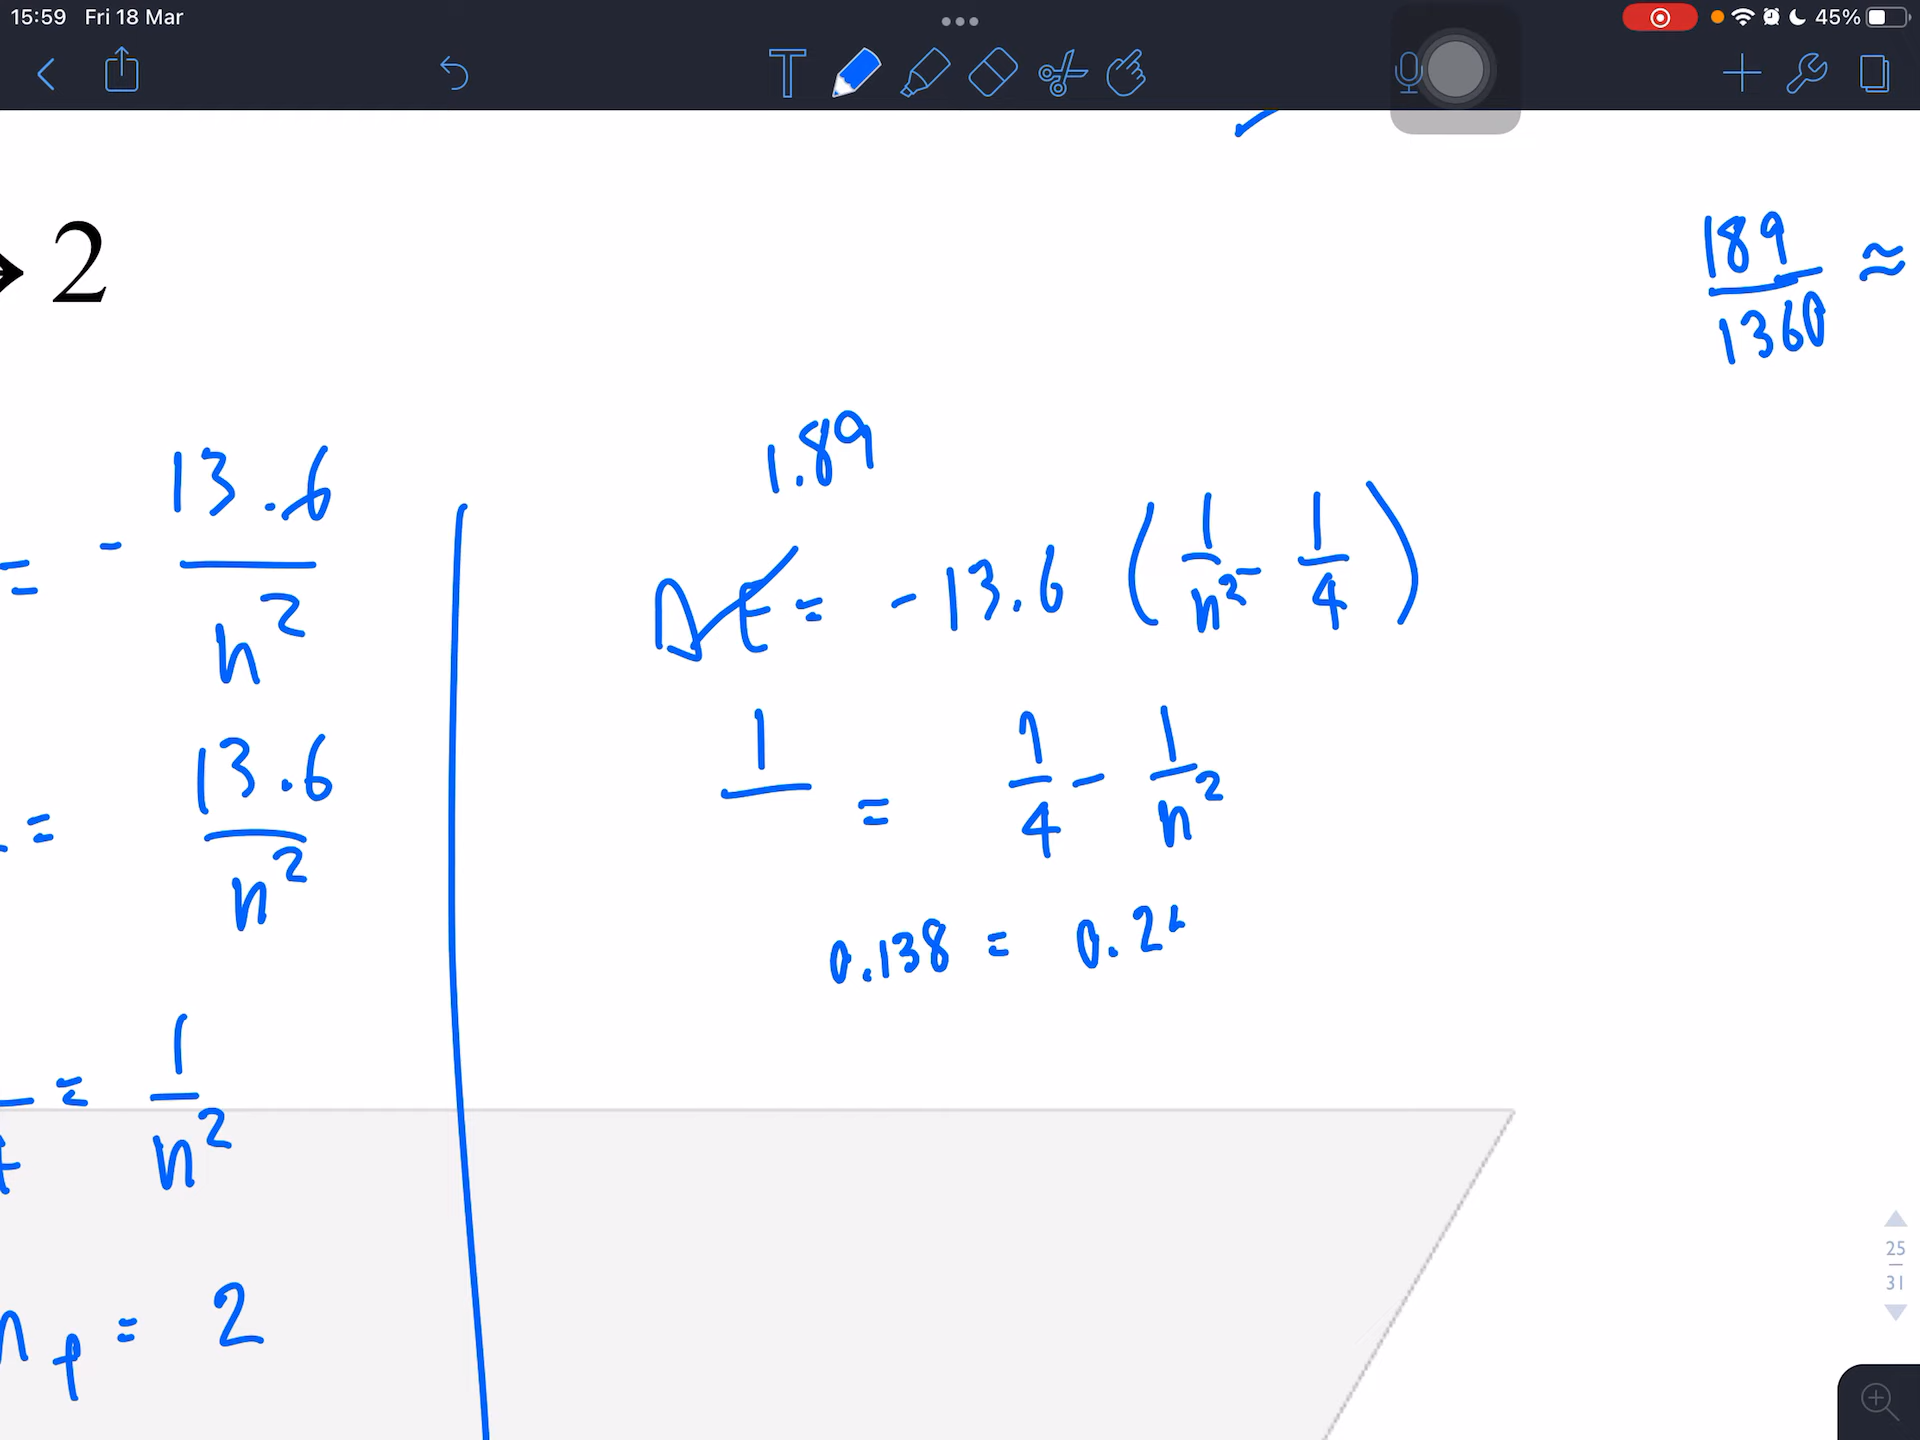 15:59 Fri 18 Mar
45%
T
2
189/1360 ≈
= - 13.6/n²
= 13.6/n²
= 1/n²
= 2
1.89
ΔE = -13.6 (1/n² - 1/4)
1/ = 1/4 - 1/n²
0.138 = 0.2
25
31